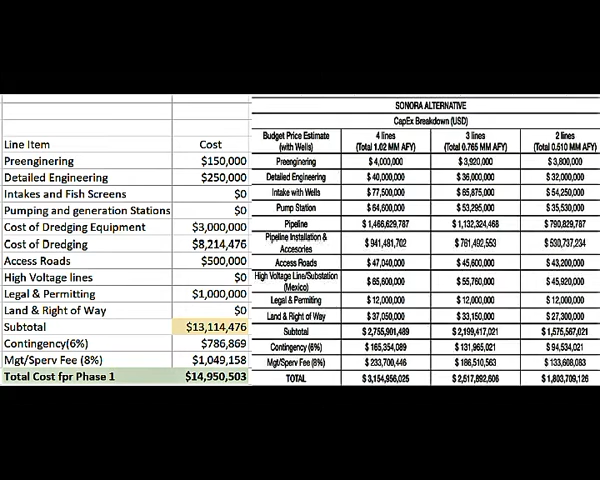 Line Item Cost
Preenginering $150,000
Detailed Engineering $250,000
Intakes and Fish Screens $0
Pumping and generation Stations $0
Cost of Dredging Equipment $3,000,000
Cost of Dredging $8,214,476
Access Roads $500,000
High Voltage lines $0
Legal & Permitting $1,000,000
Land & Right of Way $0
Subtotal $13,114,476
Contingency(6%) $786,869
Mgt/Sperv Fee (8%) $1,049,158
Total Cost fpr Phase 1 $14,950,503
SONORA ALTERNATIVE
CapEx Breakdown (USD)
Budget Price Estimate 4 lines 3 lines 2 lines
(with Wells) (Total 1.02 MM AFY) (Total 0.765 MM AFY) (Total 0.510 MM AFY)
Preenginering $ 4,000,000 $ 3,920,000 $ 3,800,000
Detailed Engineering $ 40,000,000 $ 36,000,000 $ 32,000,000
Intake with Wells $ 77,500,000 $ 65,875,000 $ 54,250,000
Pump Station $ 64,600,000 $ 53,295,000 $ 35,530,000
Pipeline $ 1,466,629,787 $ 1,132,324,468 $ 790,829,787
Pipeline Installation &
Accesories $ 941,481,702 $ 761,492,553 $ 530,737,234
Access Roads $ 47,040,000 $ 45,600,000 $ 43,200,000
High Voltage Line/Substation
(Mexico) $ 65,600,000 $ 55,760,000 $ 45,920,000
Legal & Permiting $ 12,000,000 $ 12,000,000 $ 12,000,000
Land & Right of Way $ 37,050,000 $ 33,150,000 $ 27,300,000
Subtotal $ 2,755,901,489 $ 2,199,417,021 $ 1,575,567,021
Contingency (6%) $ 165,354,089 $ 131,965,021 $ 94,534,021
Mgt/Sperv Fee (8%) $ 233,700,446 $ 186,510,563 $ 133,608,083
TOTAL $ 3,154,956,025 $ 2,517,892,606 $ 1,803,709,126